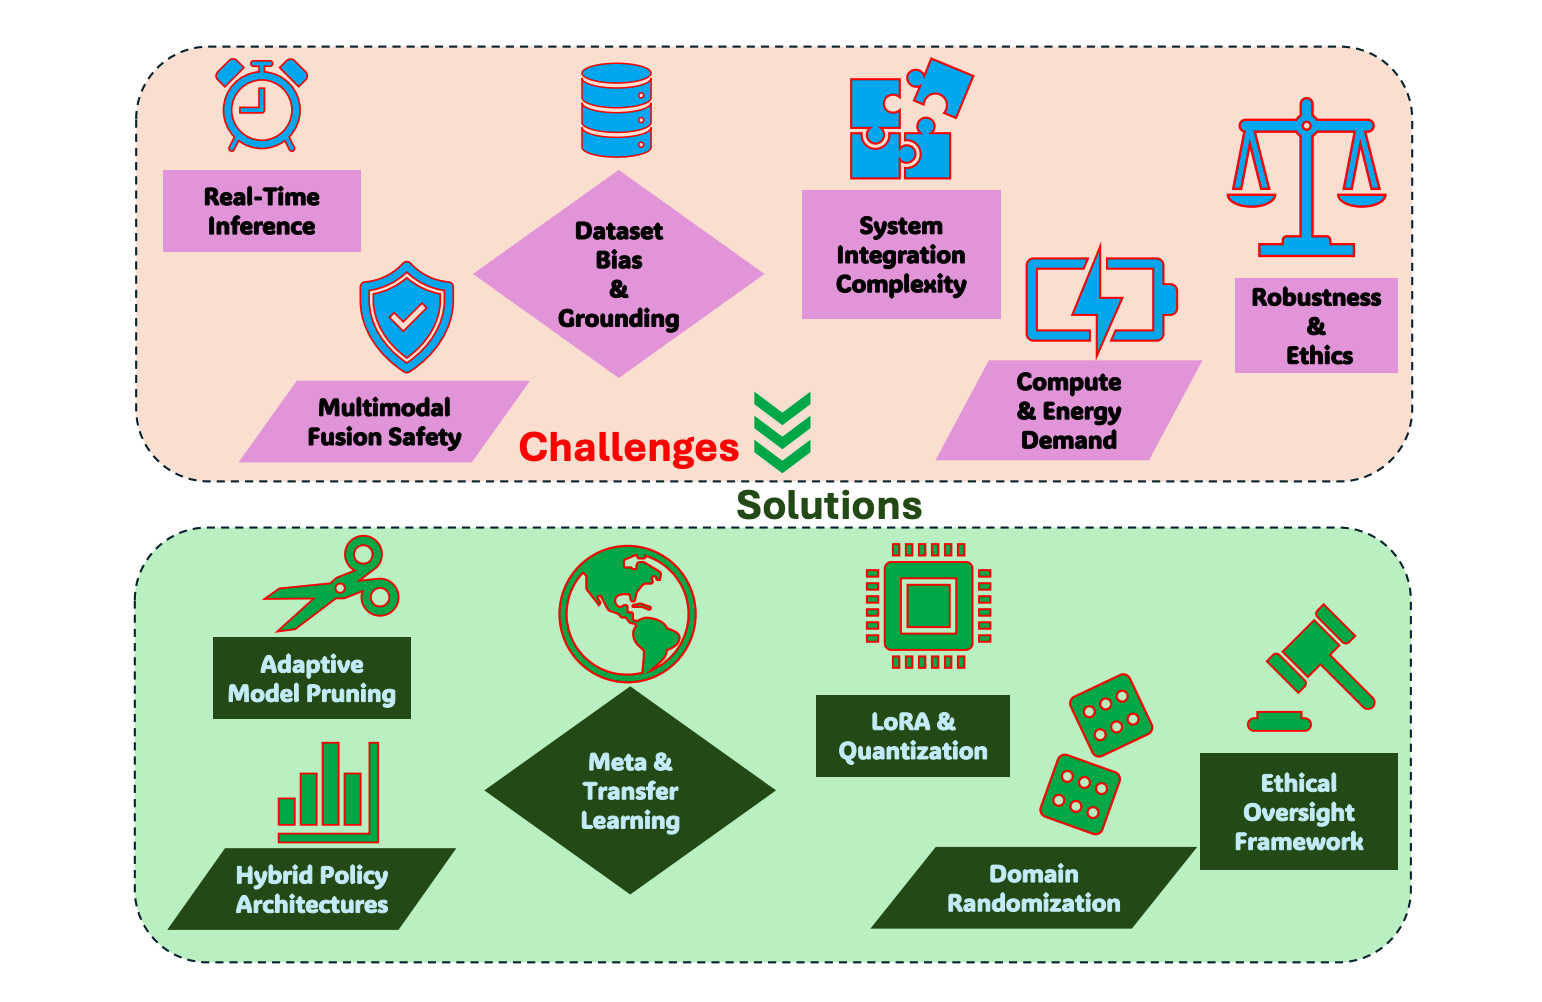 Real-Time
Inference
Dataset
Bias
&
Grounding
System
Integration
Complexity
Robustness
&
Ethics
Multimodal
Fusion Safety
Compute
& Energy
Demand
Challenges
Solutions
Adaptive
Model Pruning
Meta &
Transfer
Learning
LoRA &
Quantization
Ethical
Oversight
Framework
Hybrid Policy
Architectures
Domain
Randomization